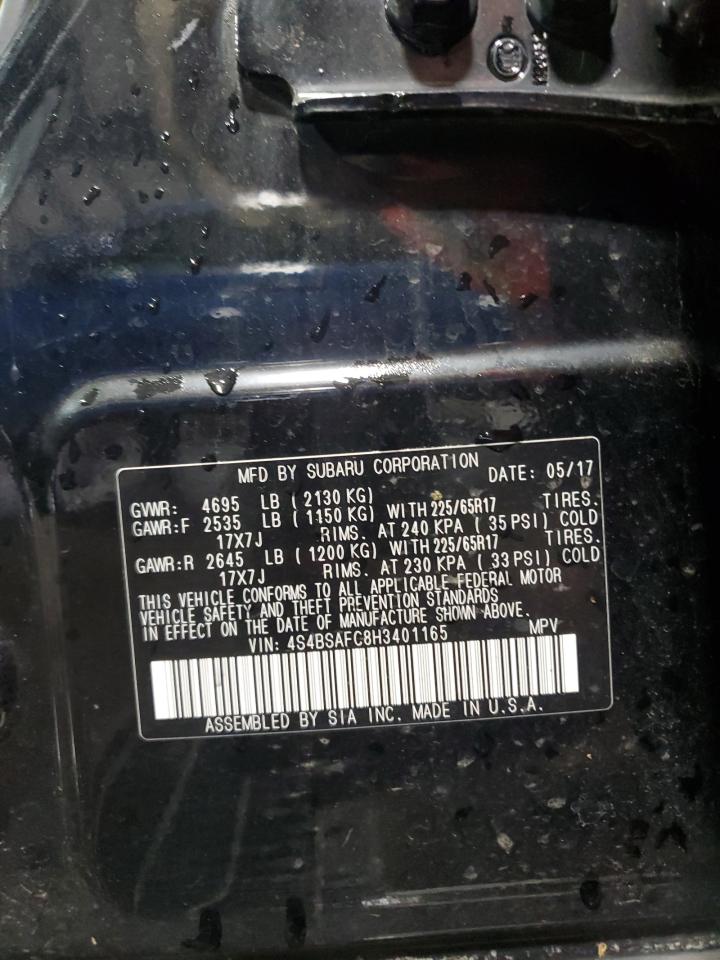 MFD BY SUBARU CORPORATION DATE: 05/17
GVWR: 4695 LB ( 2130 KG)
GAWR:F 2535 LB ( 1150 KG) WITH 225/65R17 TIRES.
17X7J RIMS. AT 240 KPA ( 35 PSI) COLD
GAWR:R 2645 LB ( 1200 KG) WITH 225/65R17 TIRES.
17X7J RIMS. AT 230 KPA ( 33 PSI) COLD
THIS VEHICLE CONFORMS TO ALL APPLICABLE FEDERAL MOTOR
VEHICLE SAFETY AND THEFT PREVENTION STANDARDS
IN EFFECT ON THE DATE OF MANUFACTURE SHOWN ABOVE.
VIN: 4S4BSAFC8H3401165 MPV
ASSEMBLED BY SIA INC. MADE IN U.S.A.